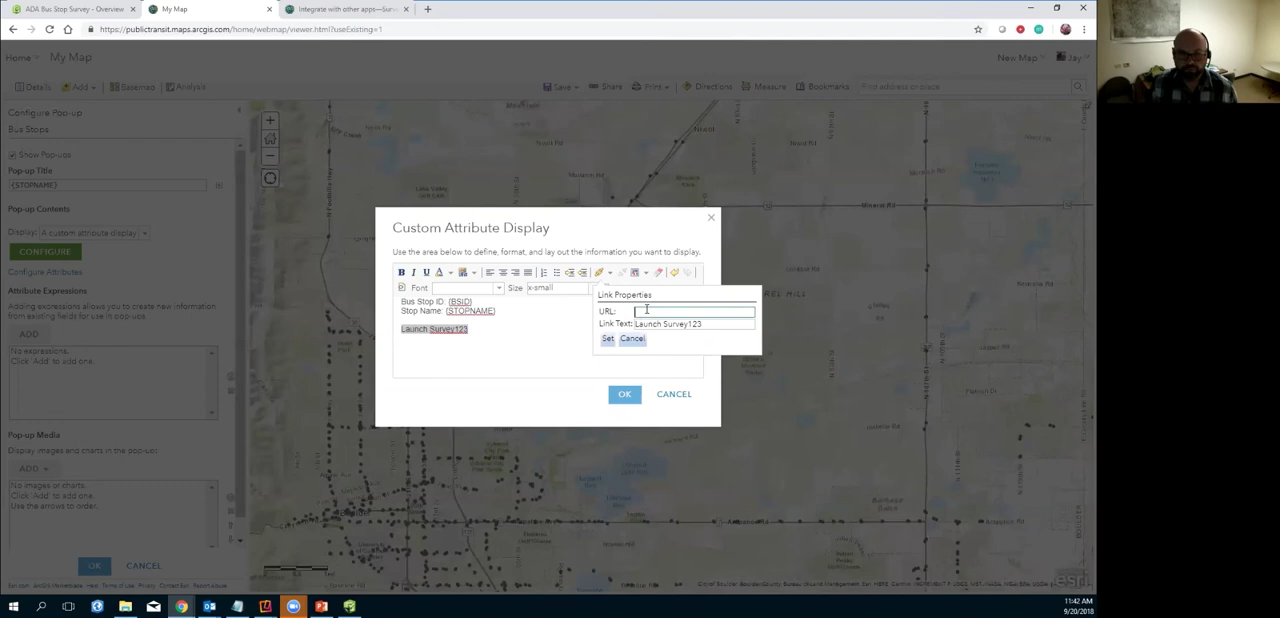 ADA Bus Stop Survey - Overview
My Map
Integrate with other apps—Surv
https://publictransit.maps.arcgis.com/home/webmap/viewer.html?useExisting=1
Home My Map
New Map Jay
Details Add Basemap Analysis
Save Share Print Directions Measure Bookmarks Find address or place
Configure Pop-up
Bus Stops
Show Pop-ups
Pop-up Title
{STOPNAME}
Pop-up Contents
Display: A custom attribute display
CONFIGURE
Configure Attributes
Attribute Expressions
Adding expressions allows you to create new information from existing fields for use in pop-up.
ADD
No expressions.
Click 'Add' to add one.
Pop-up Media
Display images and charts in the pop-ups:
ADD
No images or charts.
Click 'Add' to add one.
Use the arrows to order.
OK CANCEL
Custom Attribute Display
Use the area below to define, format, and lay out the information you want to display.
B I U A
Font Size x-small
Bus Stop ID: {BSID}
Stop Name: {STOPNAME}
Launch Survey123
Link Properties
URL:
Link Text: Launch Survey123
Set Cancel
OK CANCEL
Mineral Rd
BOULDER
esri
11:42 AM
9/20/2018